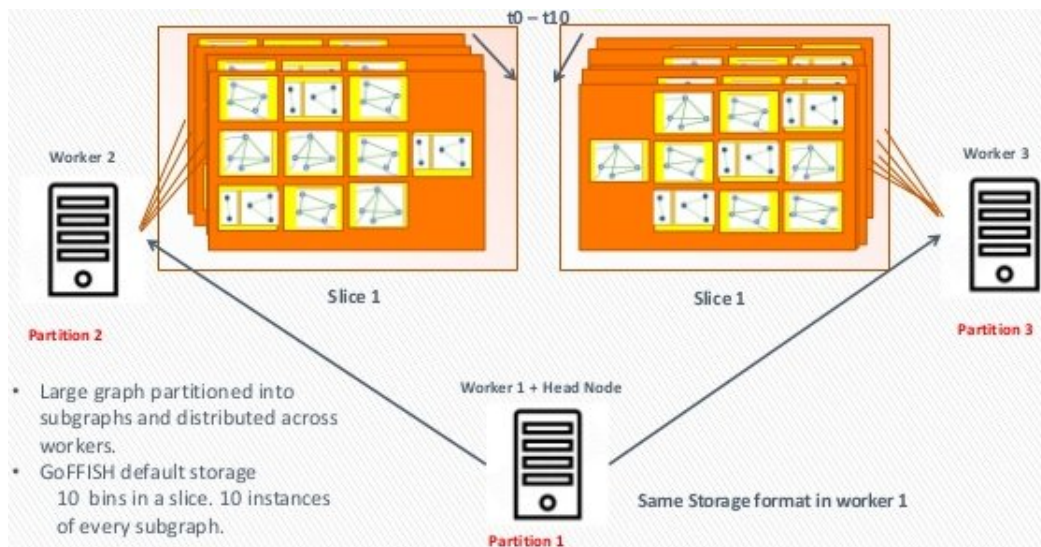 t0 – t10
Worker 2
Worker 3
Slice 1
Slice 1
Partition 2
Partition 3
Worker 1 + Head Node
• Large graph partitioned into
subgraphs and distributed across
workers.
• GoFFISH default storage
10 bins in a slice. 10 instances
of every subgraph.
Same Storage format in worker 1
Partition 1